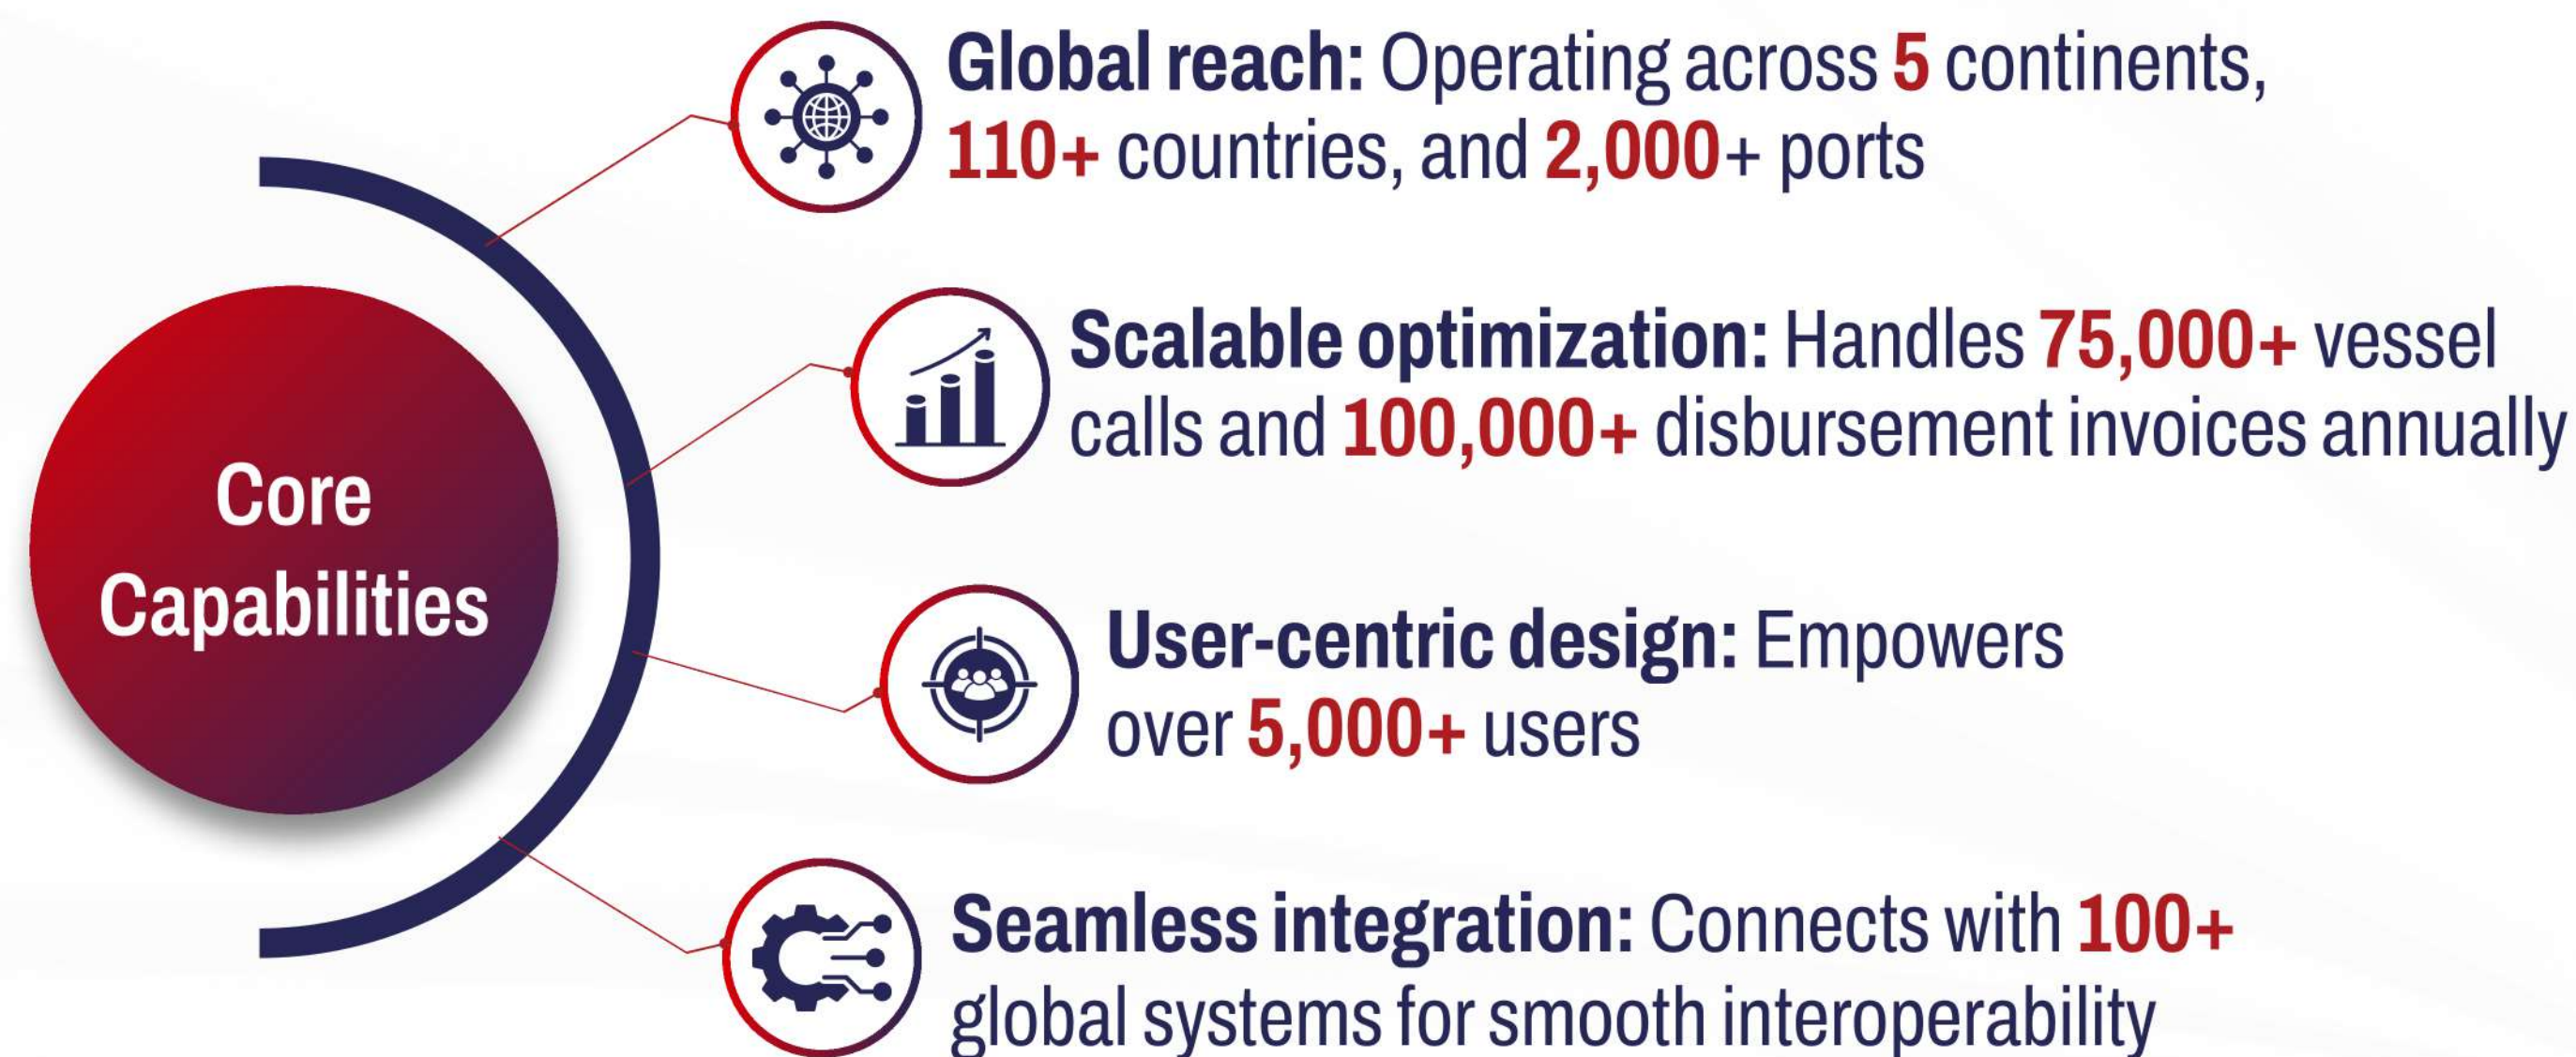 Core
Capabilities
Global reach: Operating across 5 continents,
110+ countries, and 2,000+ ports
Scalable optimization: Handles 75,000+ vessel
calls and 100,000+ disbursement invoices annually
User-centric design: Empowers
over 5,000+ users
Seamless integration: Connects with 100+
global systems for smooth interoperability